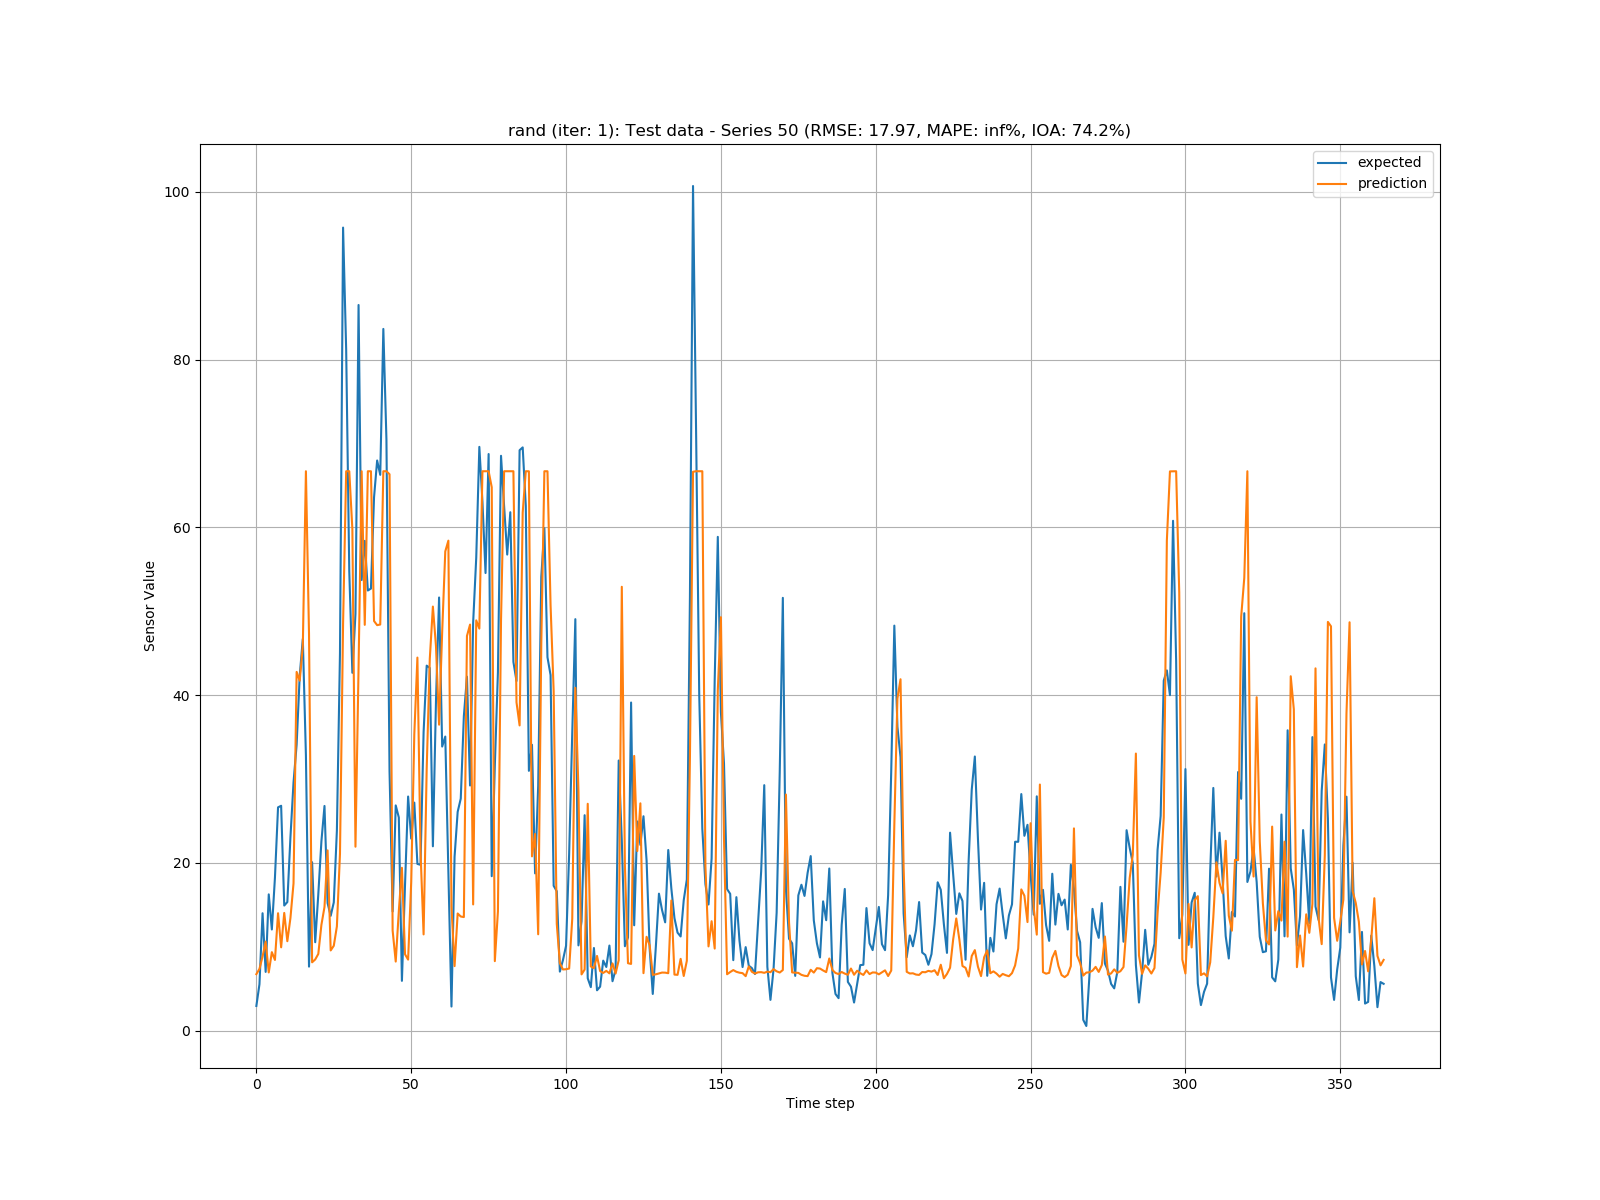 rand (iter: 1): Test data - Series 50 (RMSE: 17.97, MAPE: inf%, IOA: 74.2%)
expected
prediction
100
80
60
40
20
0
Sensor Value
0 50 100 150 200 250 300 350
Time step